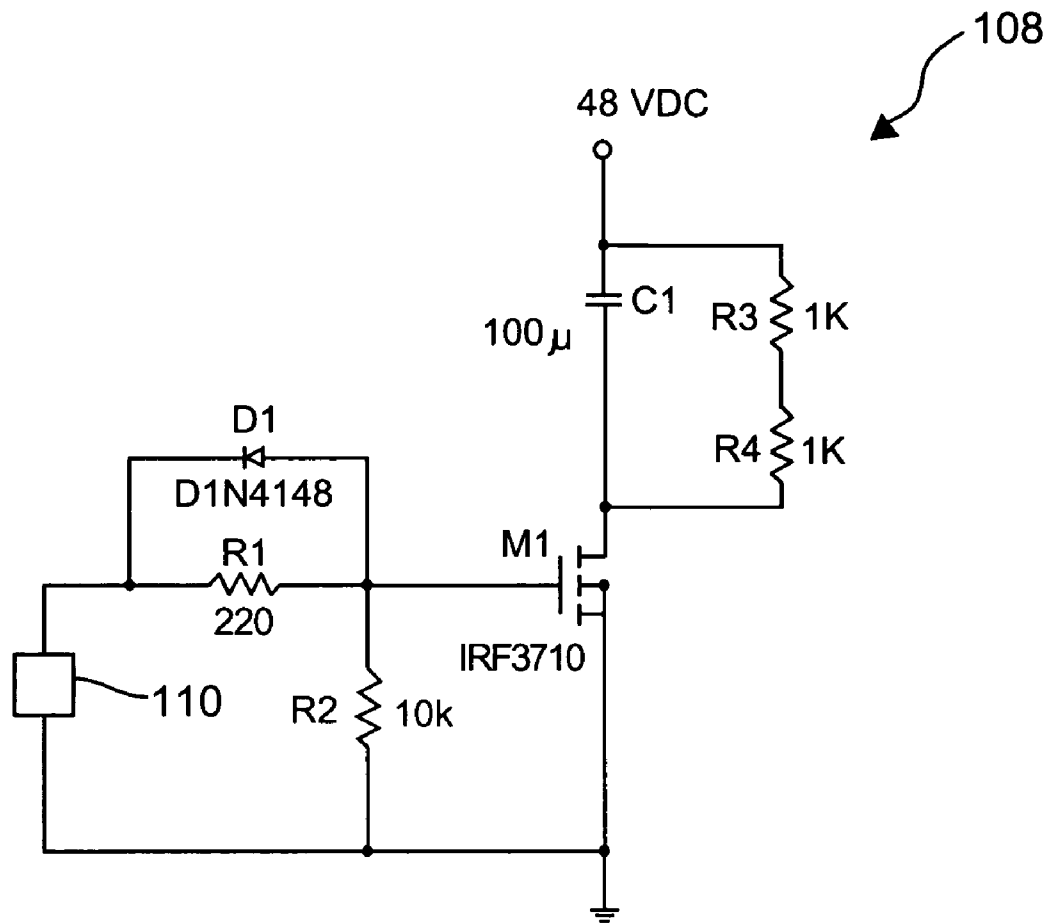 108
48 VDC
C1
100μ
R3 1K
R4 1K
D1
D1N4148
R1
220
M1
IRF3710
110
R2 10k